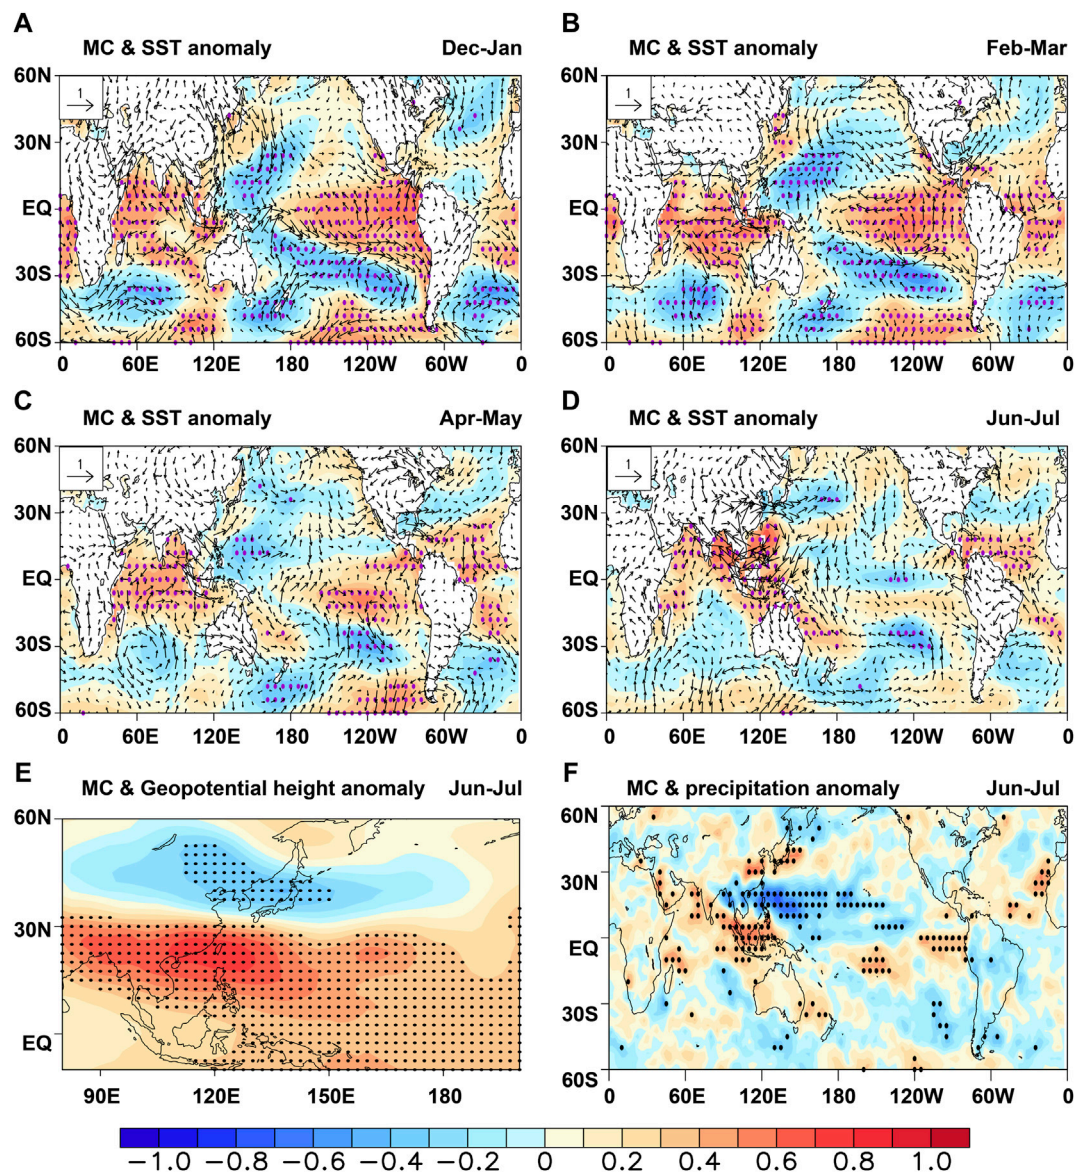 A B
MC & SST anomaly Dec-Jan MC & SST anomaly Feb-Mar
60N 1 60N 1
30N 30N
EQ EQ
30S 30S
60S 60S
0 60E 120E 180 120W 60W 0 0 60E 120E 180 120W 60W 0
C D
MC & SST anomaly Apr-May MC & SST anomaly Jun-Jul
60N 1 60N 1
30N 30N
EQ EQ
30S 30S
60S 60S
0 60E 120E 180 120W 60W 0 0 60E 120E 180 120W 60W 0
E F
MC & Geopotential height anomaly Jun-Jul MC & precipitation anomaly Jun-Jul
60N 60N
30N 30N
EQ EQ
30S
60S
90E 120E 150E 180 0 60E 120E 180 120W 60W 0
−1.0 −0.8 −0.6 −0.4 −0.2 0 0.2 0.4 0.6 0.8 1.0